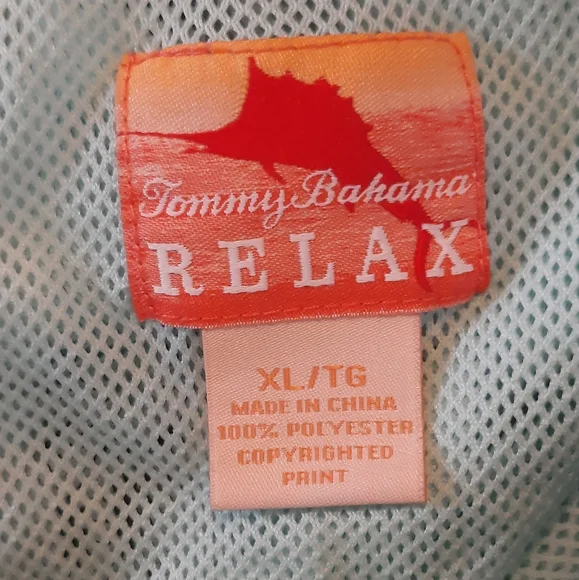 Tommy Bahama
RELAX
XL/TG
MADE IN CHINA
100% POLYESTER
COPYRIGHTED
PRINT